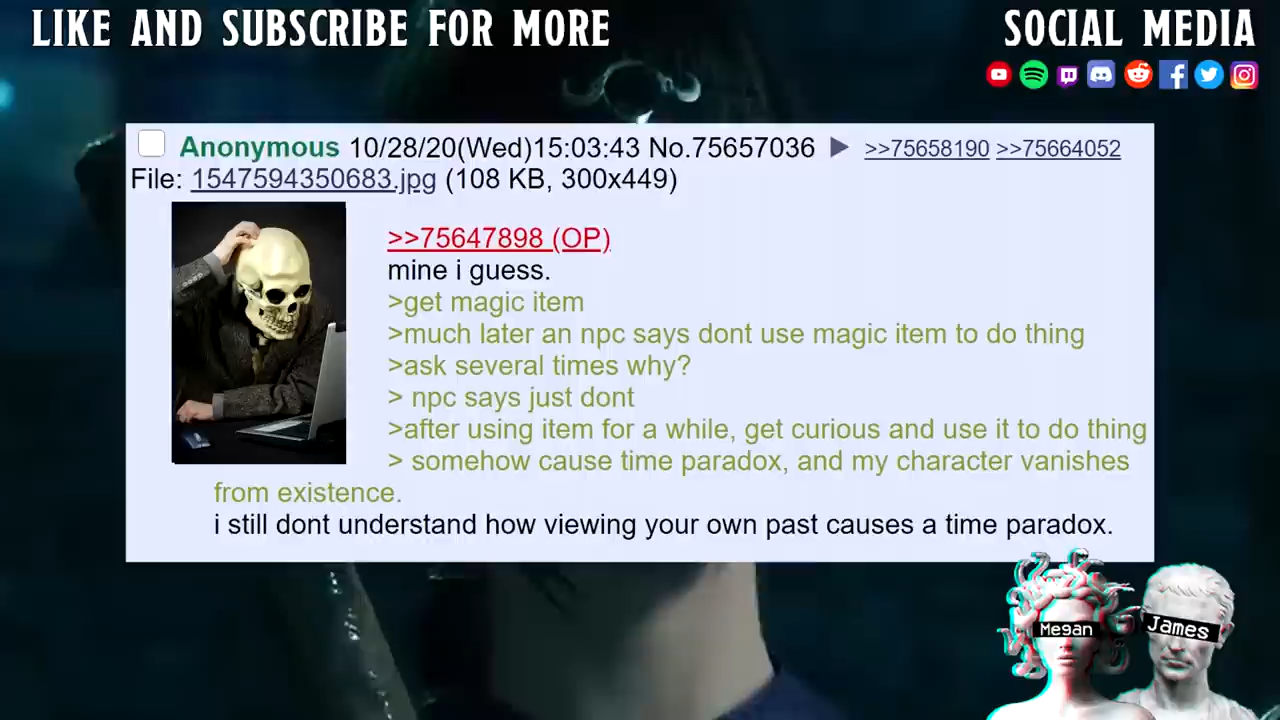 LIKE AND SUBSCRIBE FOR MORE
SOCIAL MEDIA
Anonymous 10/28/20(Wed)15:03:43 No.75657036 ▶ >>75658190 >>75664052
File: 1547594350683.jpg (108 KB, 300x449)
>>75647898 (OP)
mine i guess.
>get magic item
>much later an npc says dont use magic item to do thing
>ask several times why?
> npc says just dont
>after using item for a while, get curious and use it to do thing
> somehow cause time paradox, and my character vanishes
from existence.
i still dont understand how viewing your own past causes a time paradox.
Megan
James